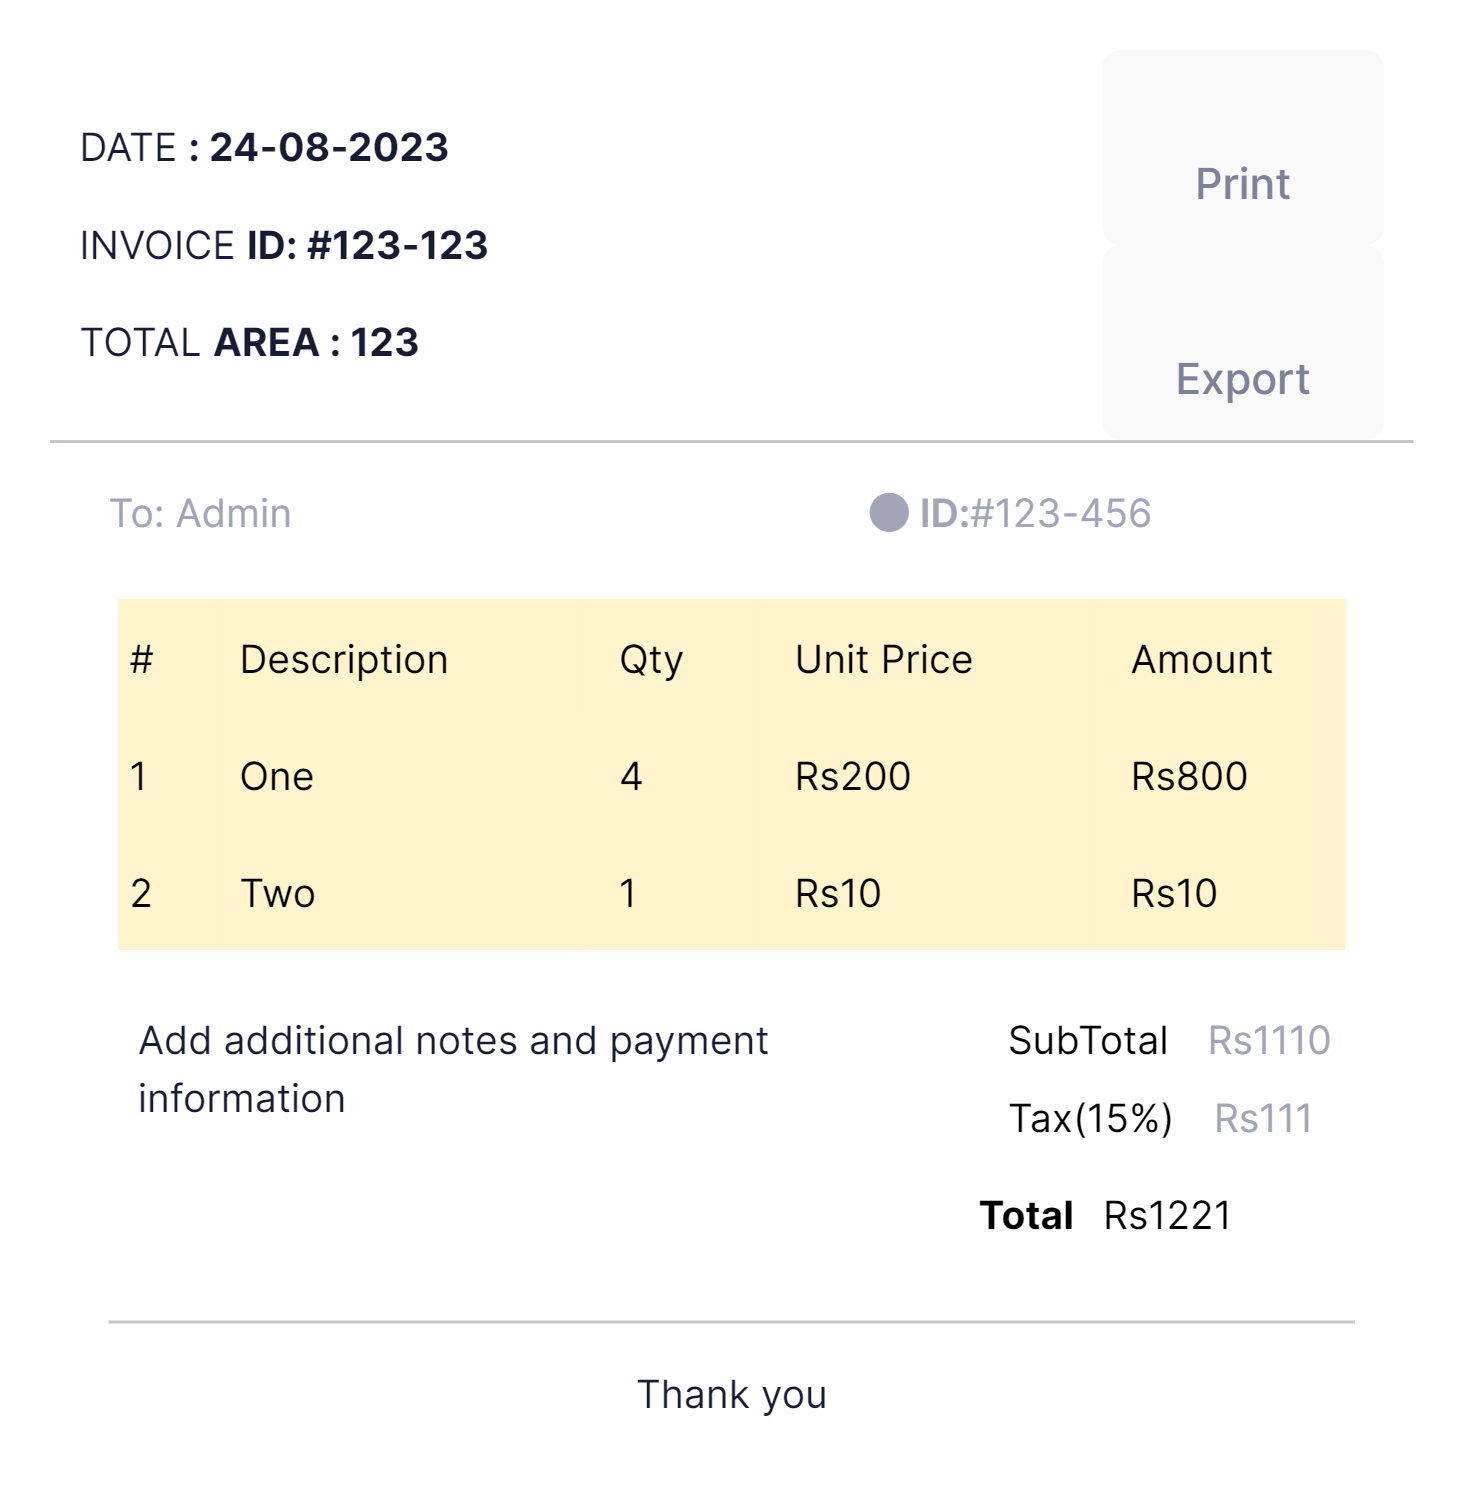 DATE : 24-08-2023
Print
INVOICE ID: #123-123
TOTAL AREA : 123
Export
To: Admin
ID:#123-456
# Description Qty Unit Price Amount
1 One 4 Rs200 Rs800
2 Two 1 Rs10 Rs10
Add additional notes and payment
information
SubTotal Rs1110
Tax(15%) Rs111
Total Rs1221
Thank you